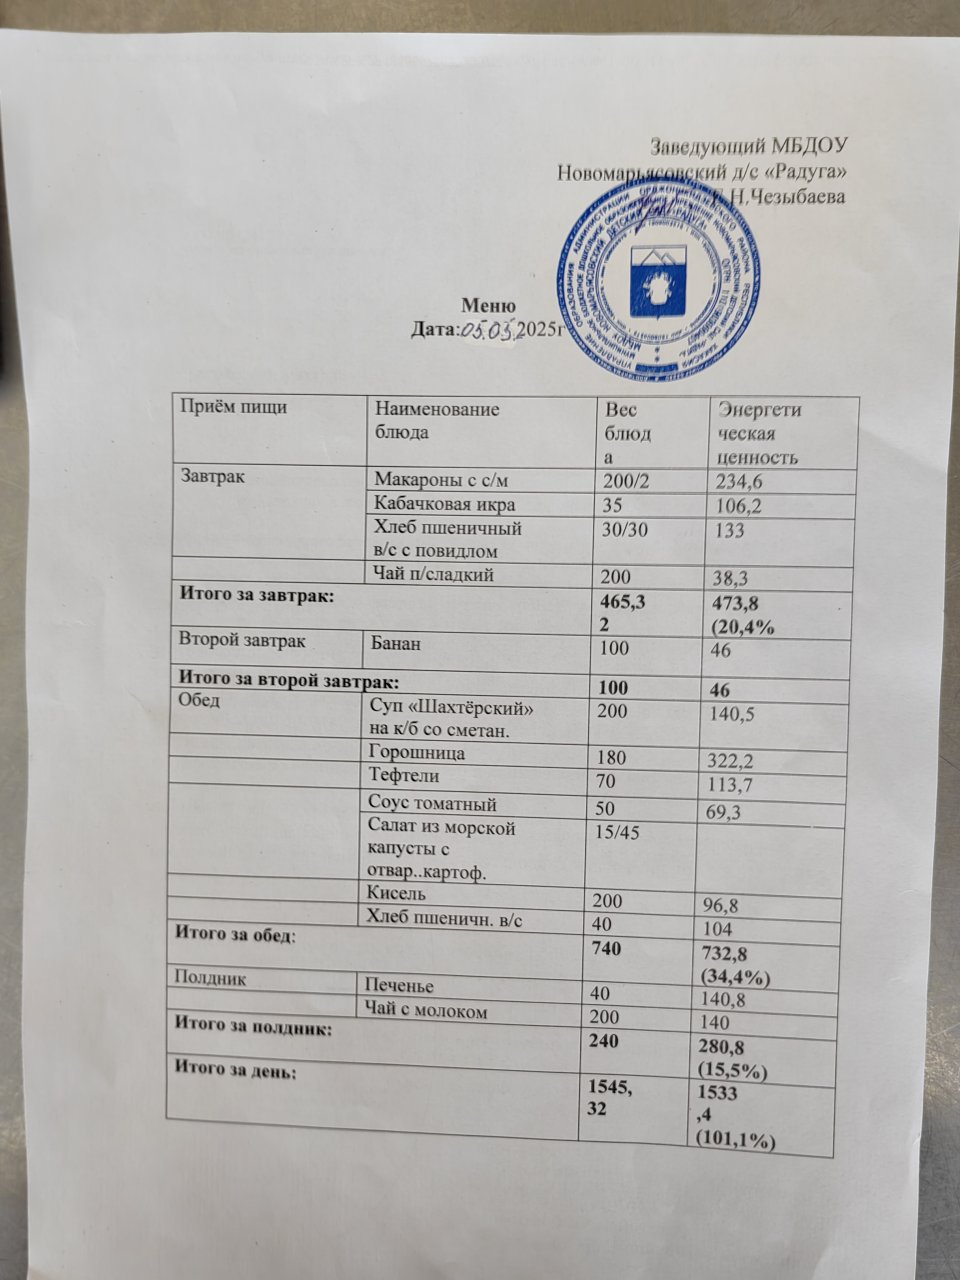 Заведующий МБДОУ
Новомарьясовский д/с «Радуга»
Н.Чезыбаева
Меню
Дата:05.03.2025г
Приём пищи Наименование блюда Вес блюд а Энергети ческая ценность
Завтрак Макароны с с/м 200/2 234,6
Кабачковая икра 35 106,2
Хлеб пшеничный в/с с повидлом 30/30 133
Чай п/сладкий 200 38,3
Итого за завтрак: 465,3 2 473,8 (20,4%
Второй завтрак Банан 100 46
Итого за второй завтрак: 100 46
Обед Суп «Шахтёрский» на к/б со сметан. 200 140,5
Горошница 180 322,2
Тефтели 70 113,7
Соус томатный 50 69,3
Салат из морской капусты с отвар..картоф. 15/45
Кисель 200 96,8
Хлеб пшеничн. в/с 40 104
Итого за обед: 740 732,8 (34,4%)
Полдник Печенье 40 140,8
Чай с молоком 200 140
Итого за полдник: 240 280,8 (15,5%)
Итого за день: 1545, 32 1533 ,4 (101,1%)